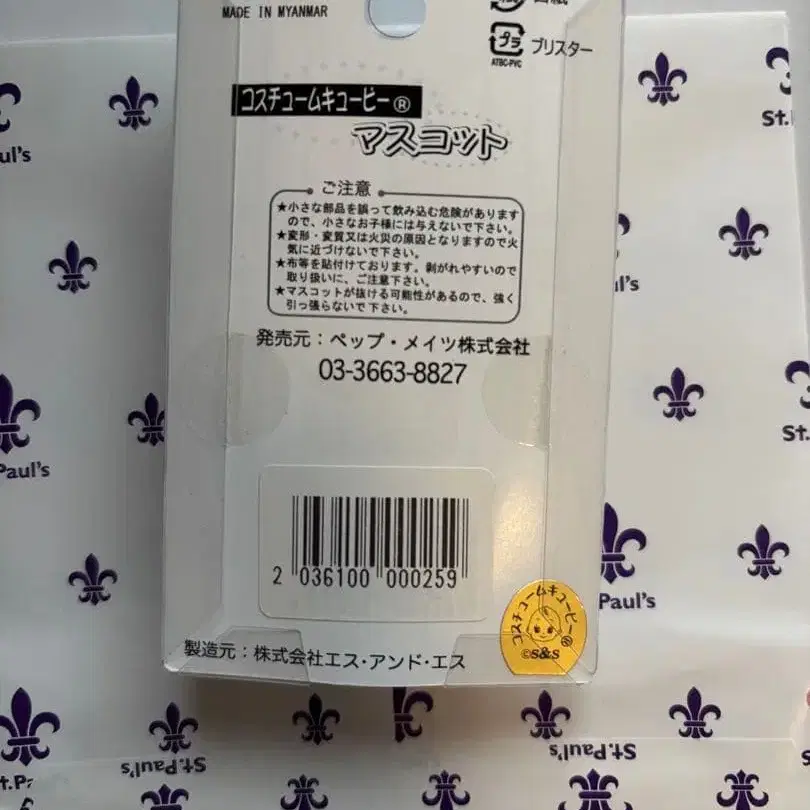 MADE IN MYANMAR
台紙
プラ ブリスター
ATBC-PVC
コスチュームキューピー®
マスコット
ご注意
★小さな部品を誤って飲み込む危険があります
ので、小さなお子様には与えないで下さい。
★変形・変質又は火災の原因となりますので火
気に近づけないで下さい。
★布等を貼付けております。剥がれやすいので
取り扱いに、ご注意下さい。
★マスコットが抜ける可能性があるので、強く
引っ張らないで下さい。
発売元：ペップ・メイツ株式会社
03-3663-8827
2 036100 000259
コスチュームキューピー®
©S&S
製造元：株式会社エス・アンド・エス
ul's
St.
l's
Paul's
St.
Paul's
St.Paul's
St.Paul's
t.P